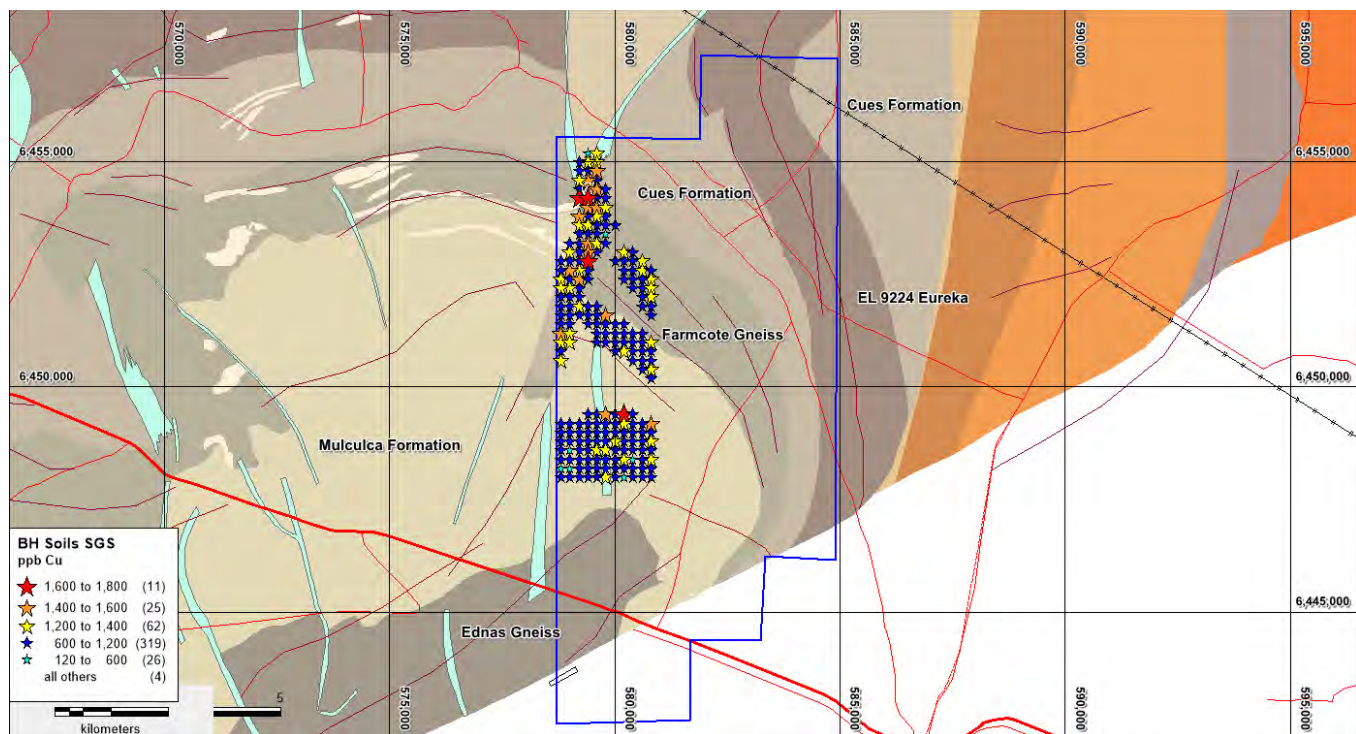 570,000
575,000
580,000
585,000
590,000
595,000
Cues Formation
6,455,000
6,455,000
Cues Formation
EL 9224 Eureka
Farmcote Gneiss
6,450,000
6,450,000
Mulculca Formation
BH Soils SGS
ppb Cu
1,600 to 1,800 (11)
1,400 to 1,600 (25)
1,200 to 1,400 (62)
600 to 1,200 (319)
120 to 600 (26)
all others (4)
6,445,000
Ednas Gneiss
5
kilometers
575,000
580,000
585,000
590,000
595,000